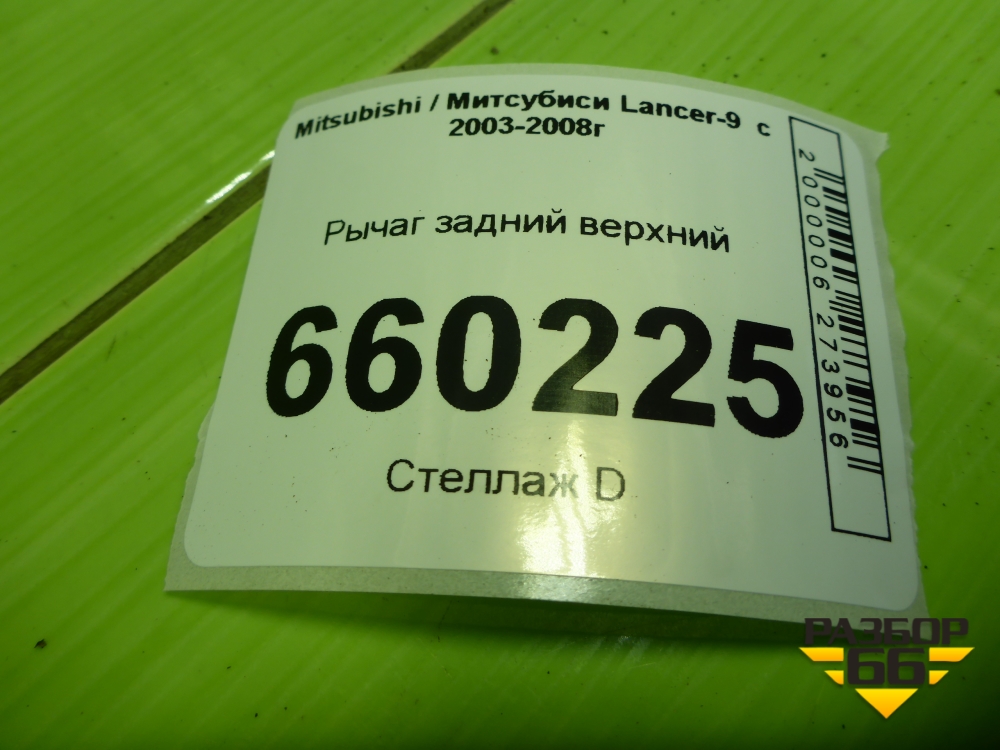 Mitsubishi / Митсубиси Lancer-9 с
2003-2008г
Рычаг задний верхний
660225
Стеллаж D
2000006273956
РАЗБОР
66